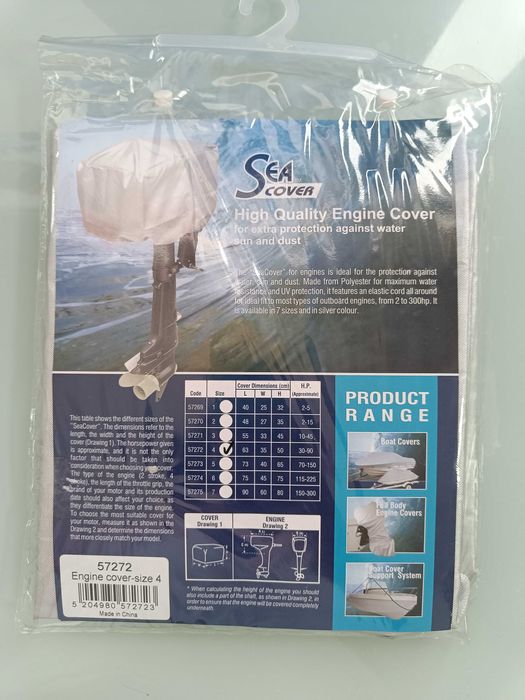 SEA
COVER
High Quality Engine Cover
for extra protection against water
sun and dust
The "SeaCover" for engines is ideal for the protection against
water, sun and dust. Made from Polyester for maximum water
resistance and UV protection, it features an elastic cord all around
for ideal fit to most types of outboard engines, from 2 to 300hp. It
is available in 7 sizes and in silver colour.
Code Size Cover Dimensions (cm) H.P.
L W H (Approximate)
57269 1 40 25 32 2-5
57270 2 48 27 35 2-15
57271 3 55 33 45 10-45
57272 4 63 35 50 30-90
57273 5 73 40 65 70-150
57274 6 75 45 75 115-225
57275 7 90 60 80 150-300
This table shows the different sizes of the
"SeaCover". The dimensions refer to the
length, the width and the height of the
cover (Drawing 1). The horsepower given
is approximate, and it is not the only
factor that should be taken into
consideration when choosing your cover.
The type of the engine (2 stroke, 4
stroke), the length of the throttle grip, the
brand of your motor and its production
date should also affect your choice, as
they differentiate the size of the engine.
To choose the most suitable cover for
your motor, measure it as shown in the
Drawing 2 and determine the dimensions
that more closely match your model.
COVER
Drawing 1
ENGINE
Drawing 2
* When calculating the height of the engine you should
also include a part of the shaft, as shown in Drawing 2, in
order to ensure that the engine will be covered completely
underneath.
PRODUCT
RANGE
Boat Covers
Full Body
Engine Covers
Boat Cover
Support System
57272
Engine cover-size 4
5 204980 572723
Made in China